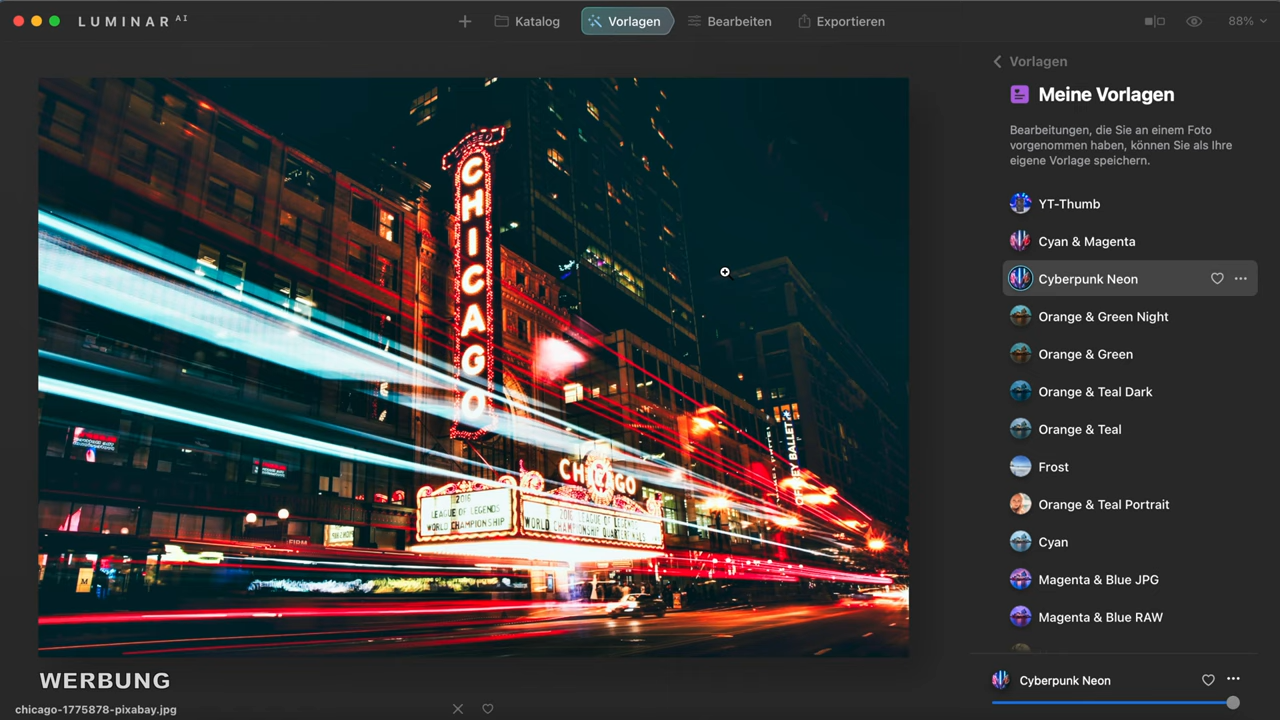 LUMINAR AI
Katalog
Vorlagen
Bearbeiten
Exportieren
88%
Vorlagen
Meine Vorlagen
Bearbeitungen, die Sie an einem Foto
vorgenommen haben, können Sie als Ihre
eigene Vorlage speichern.
YT-Thumb
Cyan & Magenta
Cyberpunk Neon
Orange & Green Night
Orange & Green
Orange & Teal Dark
Orange & Teal
Frost
Orange & Teal Portrait
Cyan
Magenta & Blue JPG
Magenta & Blue RAW
Cyberpunk Neon
CHICAGO
CHICAGO
2016
LEAGUE OF LEGENDS
WORLD CHAMPIONSHIP
2016 LEAGUE OF LEGENDS
WORLD CHAMPIONSHIP QUARTERFINALS
BALLET
M
WERBUNG
chicago-1775878-pixabay.jpg